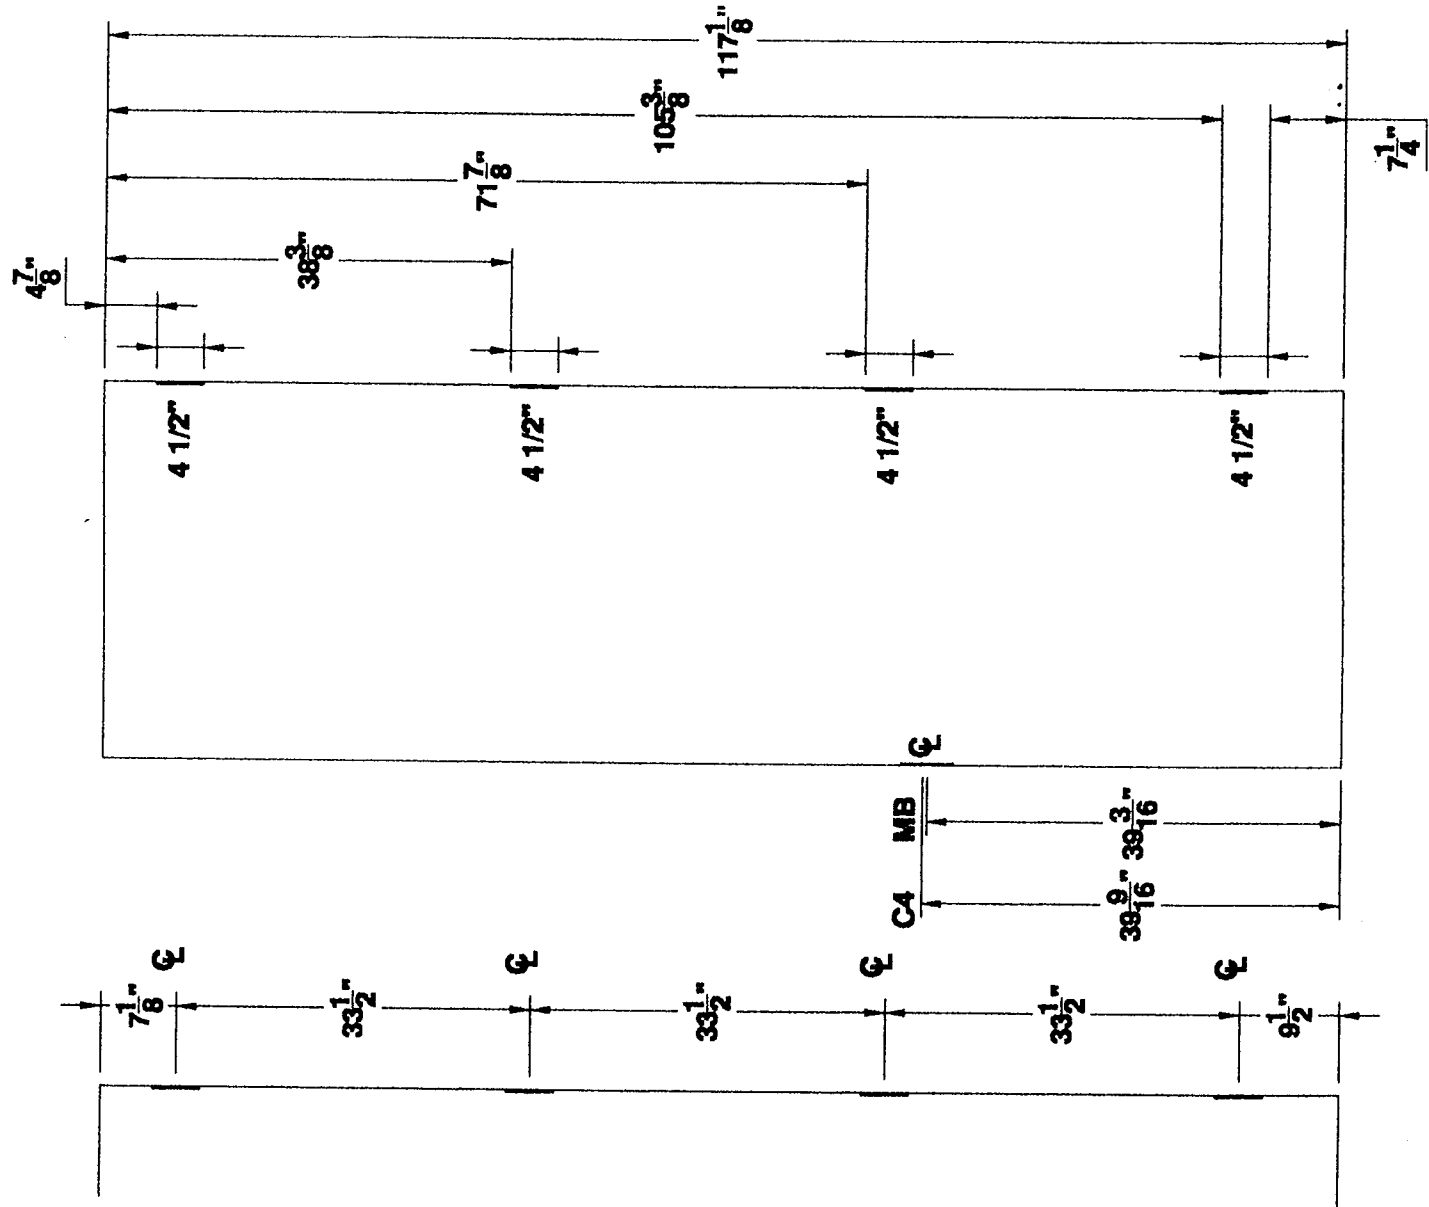 117 1/8"
105 3/8"
71 7/8"
38 3/8"
4 7/8"
7 1/4"
4 1/2"
4 1/2"
4 1/2"
4 1/2"
CL
MB
39 3/16"
C4
39 9/16"
CL
CL
CL
CL
7 1/8"
33 1/2"
33 1/2"
33 1/2"
9 1/2"